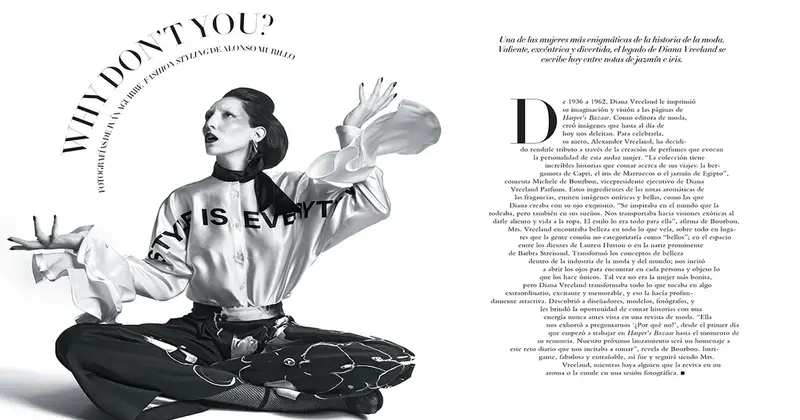 WHY DON'T YOU?
FOTOGRAFÍAS DE IVÁN AGUIRRE FASHION STYLING DE ALONSO MURILLO
STYLE IS EVERYTHI
Una de las mujeres más enigmáticas de la historia de la moda.
Valiente, excéntrica y divertida, el legado de Diana Vreeland se
escribe hoy entre notas de jazmín e iris.
De 1936 a 1962, Diana Vreeland le imprimió
su imaginación y visión a las páginas de
Harper's Bazaar. Como editora de moda,
creó imágenes que hasta al día de
hoy nos deleitan. Para celebrarla,
su nieto, Alexander Vreeland, ha decidi-
do rendirle tributo a través de la creación de perfumes que evocan
la personalidad de esta audaz mujer. "La colección tiene
increíbles historias que contar acerca de sus viajes: la ber-
gamota de Capri, el iris de Marruecos o el jazmín de Egipto",
comenta Michele de Bourbon, vicepresidente ejecutivo de Diana
Vreeland Parfums. Estos ingredientes de las notas aromáticas de
las fragancias, emiten imágenes oníricas y bellas, como las que
Diana creaba con su ojo exquisito. "Se inspiraba en el mundo que la
rodeaba, pero también en sus sueños. Nos transportaba hacia visiones exóticas al
darle aliento y vida a la ropa. El estilo lo era todo para ella", afirma de Bourbon.
Mrs. Vreeland encontraba belleza en todo lo que veía, sobre todo en luga-
res que la gente común no categorizaría como "bellos"; en el espacio
entre los dientes de Lauren Hutton o en la nariz prominente
de Barbra Streisand. Transformó los conceptos de belleza
dentro de la industria de la moda y del mundo; nos incitó
a abrir los ojos para encontrar en cada persona y objeto lo
que los hace únicos. Tal vez no era la mujer más bonita,
pero Diana Vreeland transformaba todo lo que tocaba en algo
extraordinario, excitante y memorable, y eso la hacía profun-
damente atractiva. Descubrió a diseñadores, modelos, fotógrafos, y
les brindó la oportunidad de contar historias con una
energía nunca antes vista en una revista de moda. "Ella
nos exhortó a preguntarnos '¿Por qué no?', desde el primer día
que empezó a trabajar en Harper's Bazaar hasta el momento de
su renuncia. Nuestro próximo lanzamiento será un homenaje a
este reto diario que nos incitaba a tomar", revela de Bourbon. Intri-
gante, fabulosa y entrañable, así fue y seguirá siendo Mrs.
Vreeland, mientras haya alguien que la reviva en un
aroma o la emule en una sesión fotográfica. ■